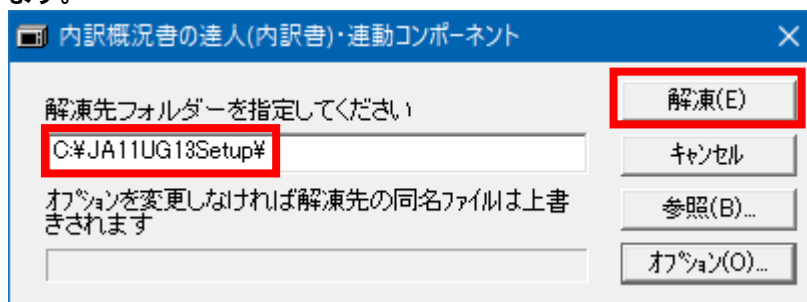 ます。
内訳概況書の達人(内訳書)・連動コンポーネント
解凍先フォルダーを指定してください
解凍(E)
C:¥JA11UG13Setup¥
キャンセル
オプションを変更しなければ解凍先の同名ファイルは上書
きされます
参照(B)...
オプション(O)...